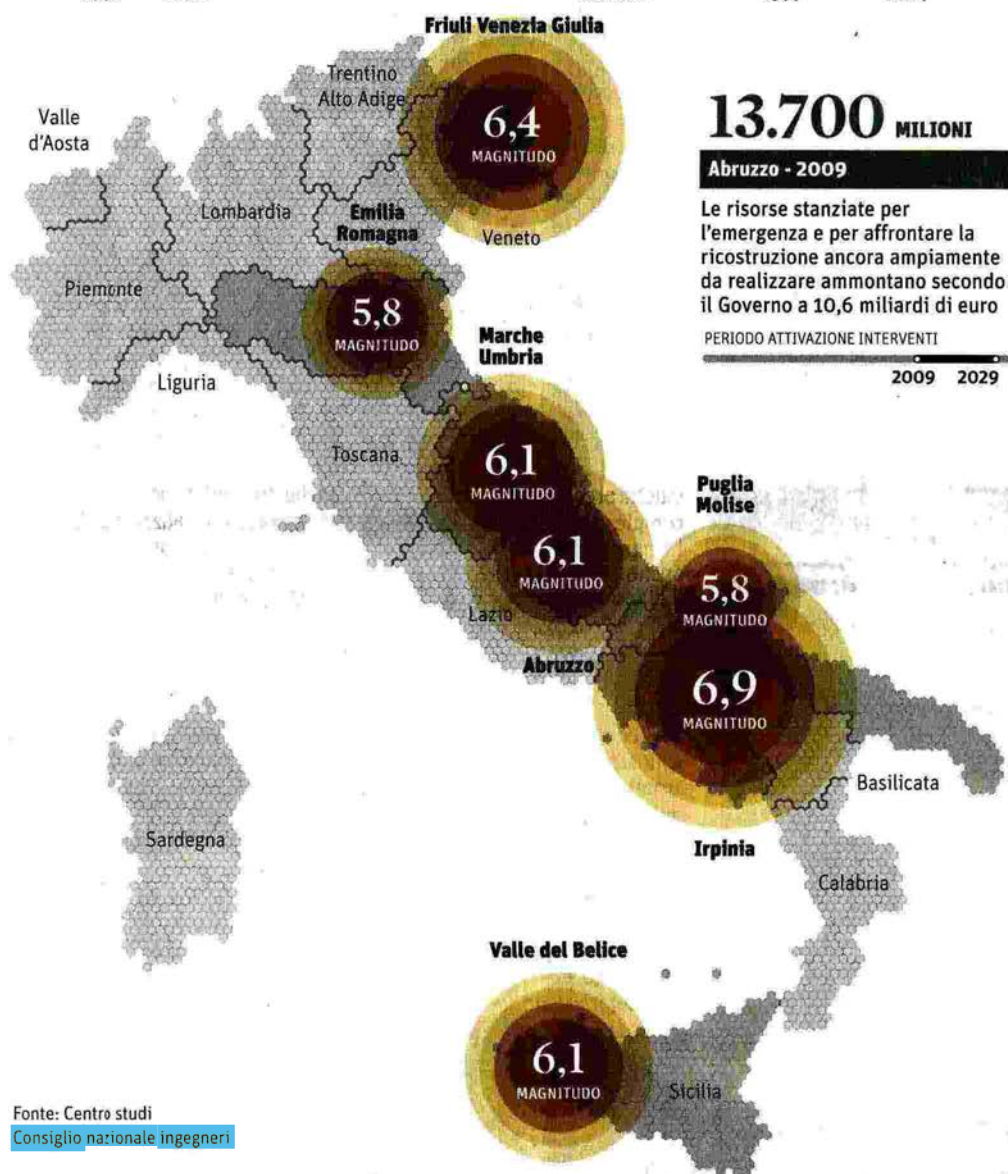 Friuli Venezia Giulia
Trentino
Alto Adige
Valle
d'Aosta
6,4
MAGNITUDO
13.700 MILIONI
Abruzzo - 2009
Le risorse stanziate per
l'emergenza e per affrontare la
ricostruzione ancora ampiamente
da realizzare ammontano secondo
il Governo a 10,6 miliardi di euro
PERIODO ATTIVAZIONE INTERVENTI
2009 2029
Lombardia
Emilia
Romagna
Veneto
Piemonte
5,8
MAGNITUDO
Marche
Umbria
Liguria
Toscana
6,1
MAGNITUDO
Puglia
Molise
6,1
MAGNITUDO
5,8
MAGNITUDO
Lazio
Abruzzo
6,9
MAGNITUDO
Basilicata
Sardegna
Irpinia
Calabria
Valle del Belice
6,1
MAGNITUDO
Sicilia
Fonte: Centro studi
Consiglio nazionale ingegneri